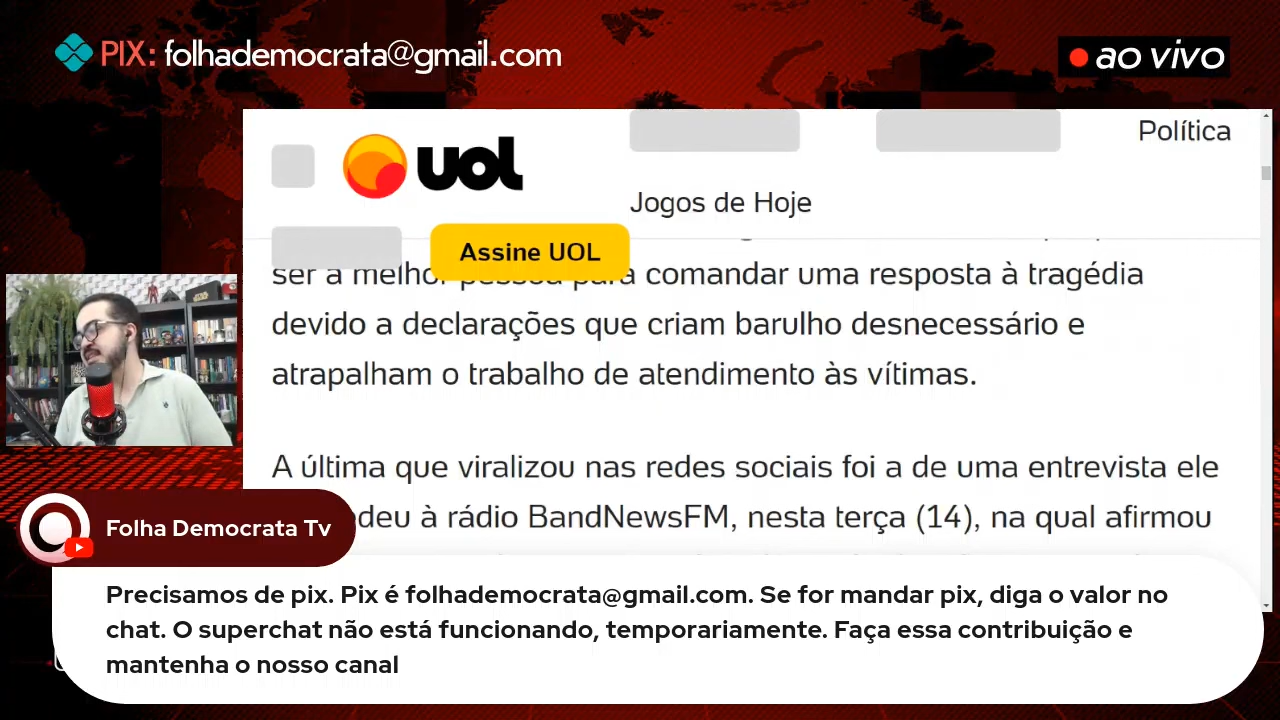 PIX: folhademocrata@gmail.com
ao vivo
uol
Política
Jogos de Hoje
Assine UOL
ser a melhor pessoa para comandar uma resposta à tragédia
devido a declarações que criam barulho desnecessário e
atrapalham o trabalho de atendimento às vítimas.
A última que viralizou nas redes sociais foi a de uma entrevista ele
deu à rádio BandNewsFM, nesta terça (14), na qual afirmou
Folha Democrata Tv
Precisamos de pix. Pix é folhademocrata@gmail.com. Se for mandar pix, diga o valor no
chat. O superchat não está funcionando, temporariamente. Faça essa contribuição e
mantenha o nosso canal